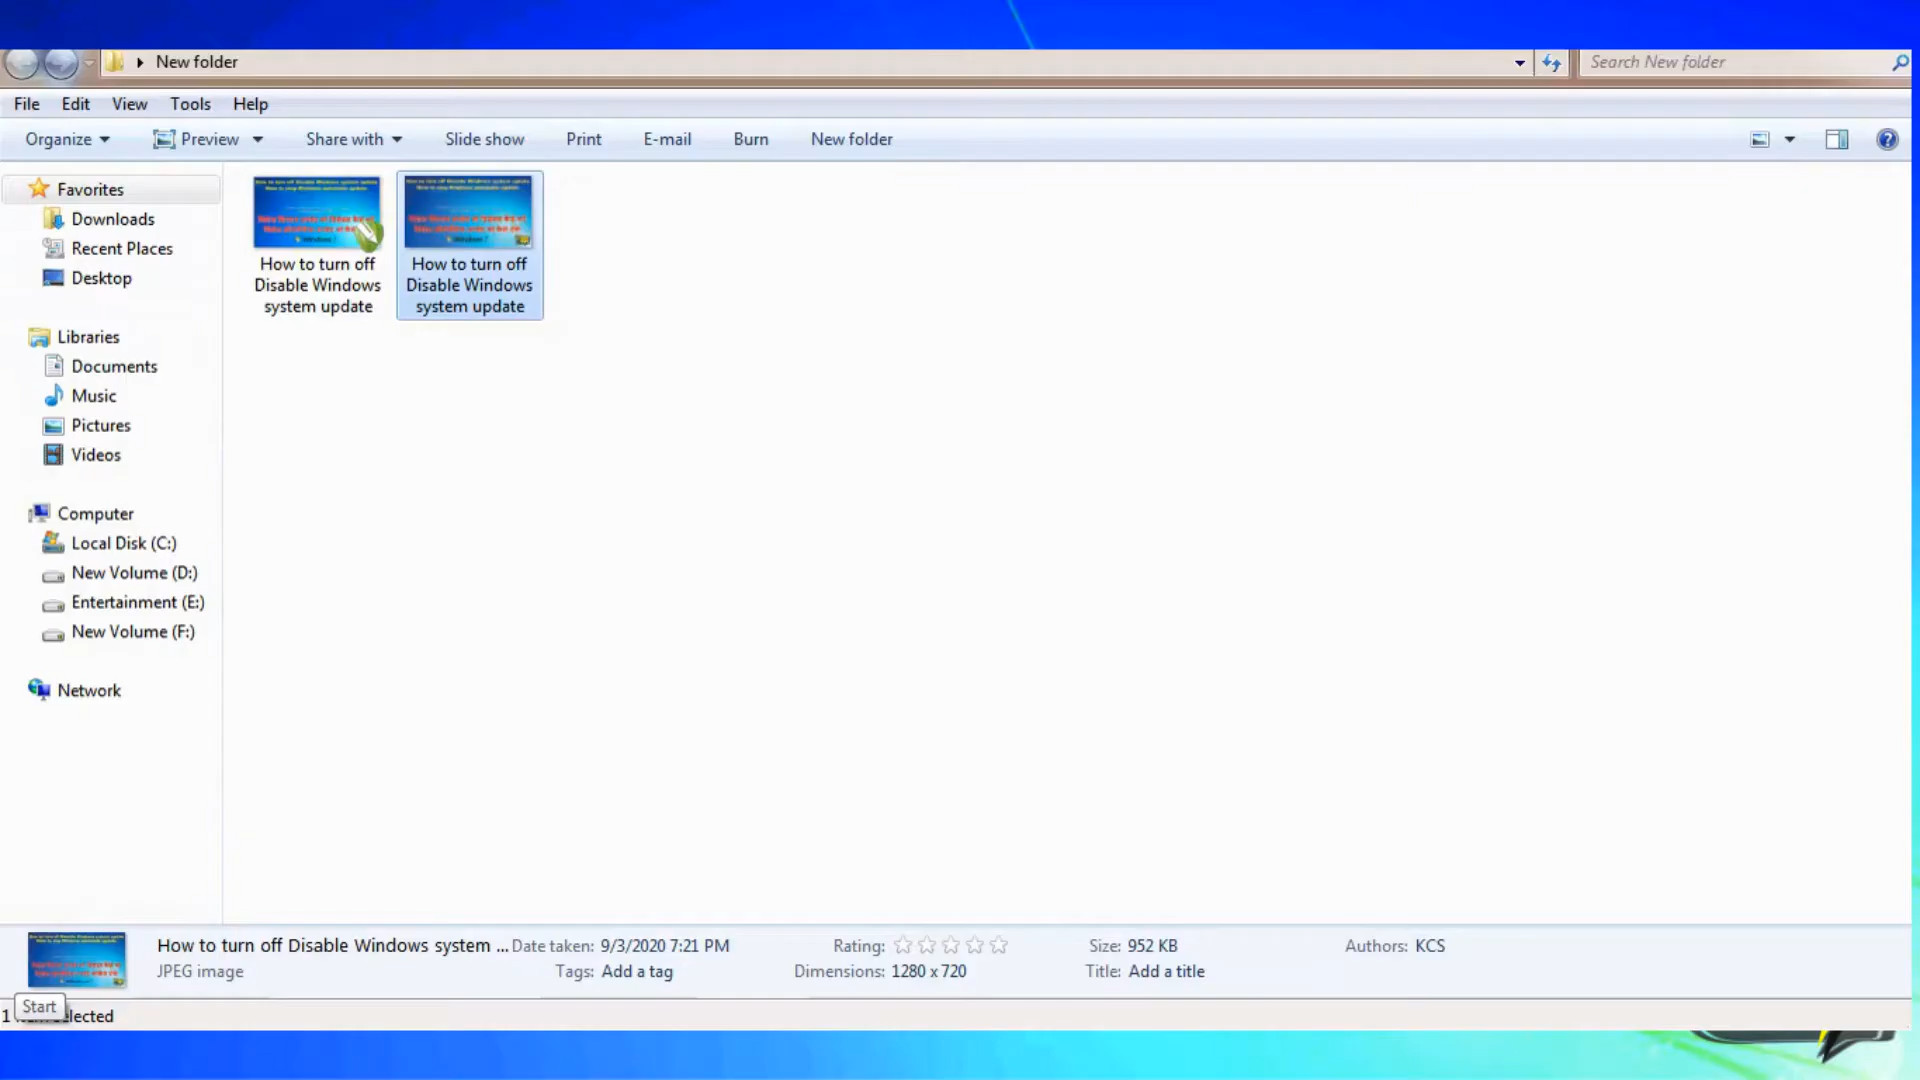 New folder
Search New folder
File Edit View Tools Help
Organize Preview Share with Slide show Print E-mail Burn New folder
Favorites
Downloads
Recent Places
Desktop
Libraries
Documents
Music
Pictures
Videos
Computer
Local Disk (C:)
New Volume (D:)
Entertainment (E:)
New Volume (F:)
Network
How to turn off
Disable Windows
system update
How to turn off
Disable Windows
system update
How to turn off Disable Windows system ... Date taken: 9/3/2020 7:21 PM Rating: Size: 952 KB Authors: KCS
JPEG image Tags: Add a tag Dimensions: 1280 x 720 Title: Add a title
Start
1